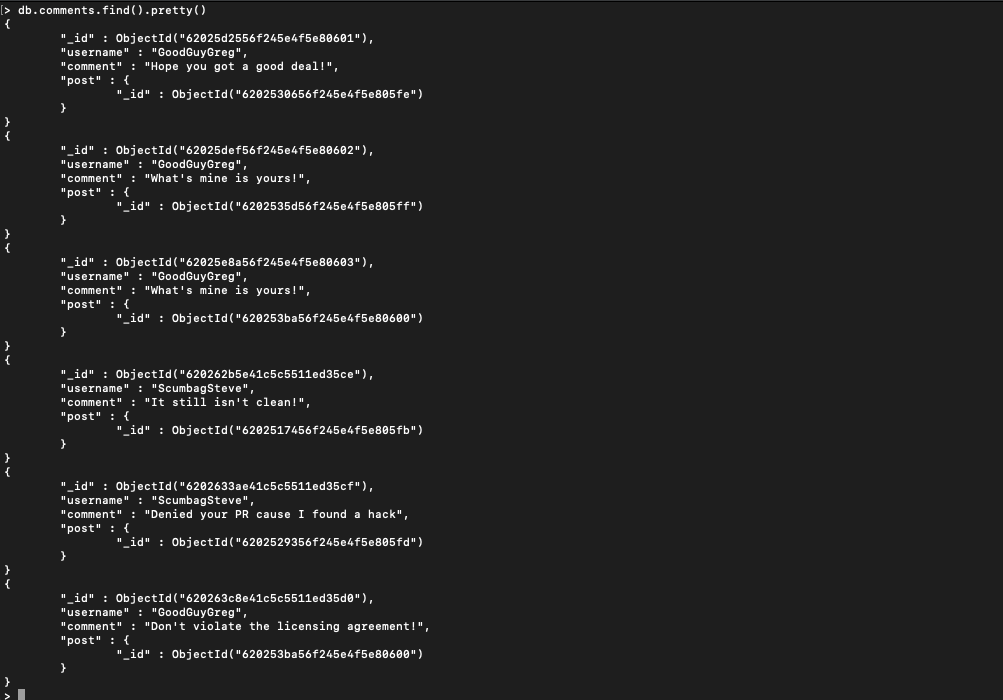 [> db.comments.find().pretty()
{
"_id" : ObjectId("62025d2556f245e4f5e80601"),
"username" : "GoodGuyGreg",
"comment" : "Hope you got a good deal!",
"post" : {
"_id" : ObjectId("6202530656f245e4f5e805fe")
}
}
{
"_id" : ObjectId("62025def56f245e4f5e80602"),
"username" : "GoodGuyGreg",
"comment" : "What's mine is yours!",
"post" : {
"_id" : ObjectId("6202535d56f245e4f5e805ff")
}
}
{
"_id" : ObjectId("62025e8a56f245e4f5e80603"),
"username" : "GoodGuyGreg",
"comment" : "What's mine is yours!",
"post" : {
"_id" : ObjectId("620253ba56f245e4f5e80600")
}
}
{
"_id" : ObjectId("620262b5e41c5c5511ed35ce"),
"username" : "ScumbagSteve",
"comment" : "It still isn't clean!",
"post" : {
"_id" : ObjectId("6202517456f245e4f5e805fb")
}
}
{
"_id" : ObjectId("6202633ae41c5c5511ed35cf"),
"username" : "ScumbagSteve",
"comment" : "Denied your PR cause I found a hack",
"post" : {
"_id" : ObjectId("6202529356f245e4f5e805fd")
}
}
{
"_id" : ObjectId("620263c8e41c5c5511ed35d0"),
"username" : "GoodGuyGreg",
"comment" : "Don't violate the licensing agreement!",
"post" : {
"_id" : ObjectId("620253ba56f245e4f5e80600")
}
}
>